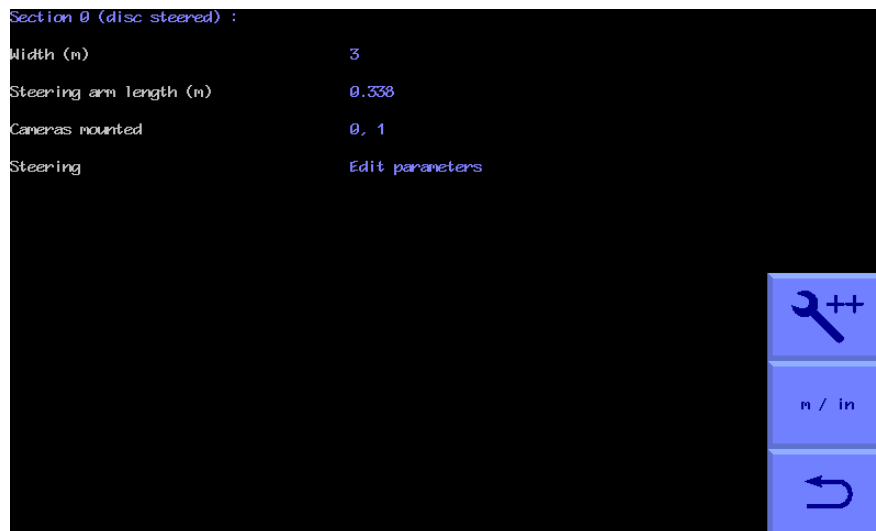 Section 0 (disc steered) :
Width (m) 3
Steering arm length (m) 0.338
Cameras mounted 0, 1
Steering Edit parameters
++
m / in